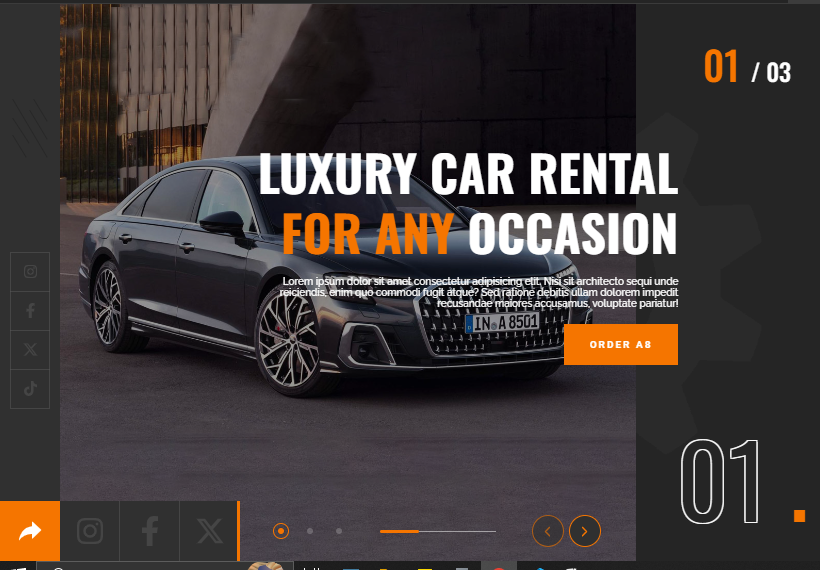 01 / 03
LUXURY CAR RENTAL
FOR ANY OCCASION
Lorem ipsum dolor sit amet consectetur adipisicing elit. Nisi sit architecto sequi unde
reiciendis, enim quo commodi fugit atque? Sed ratione debitis ullam dolorem impedit
recusandae maiores accusamus, voluptate pariatur!
IN A 8501
ORDER A8
01